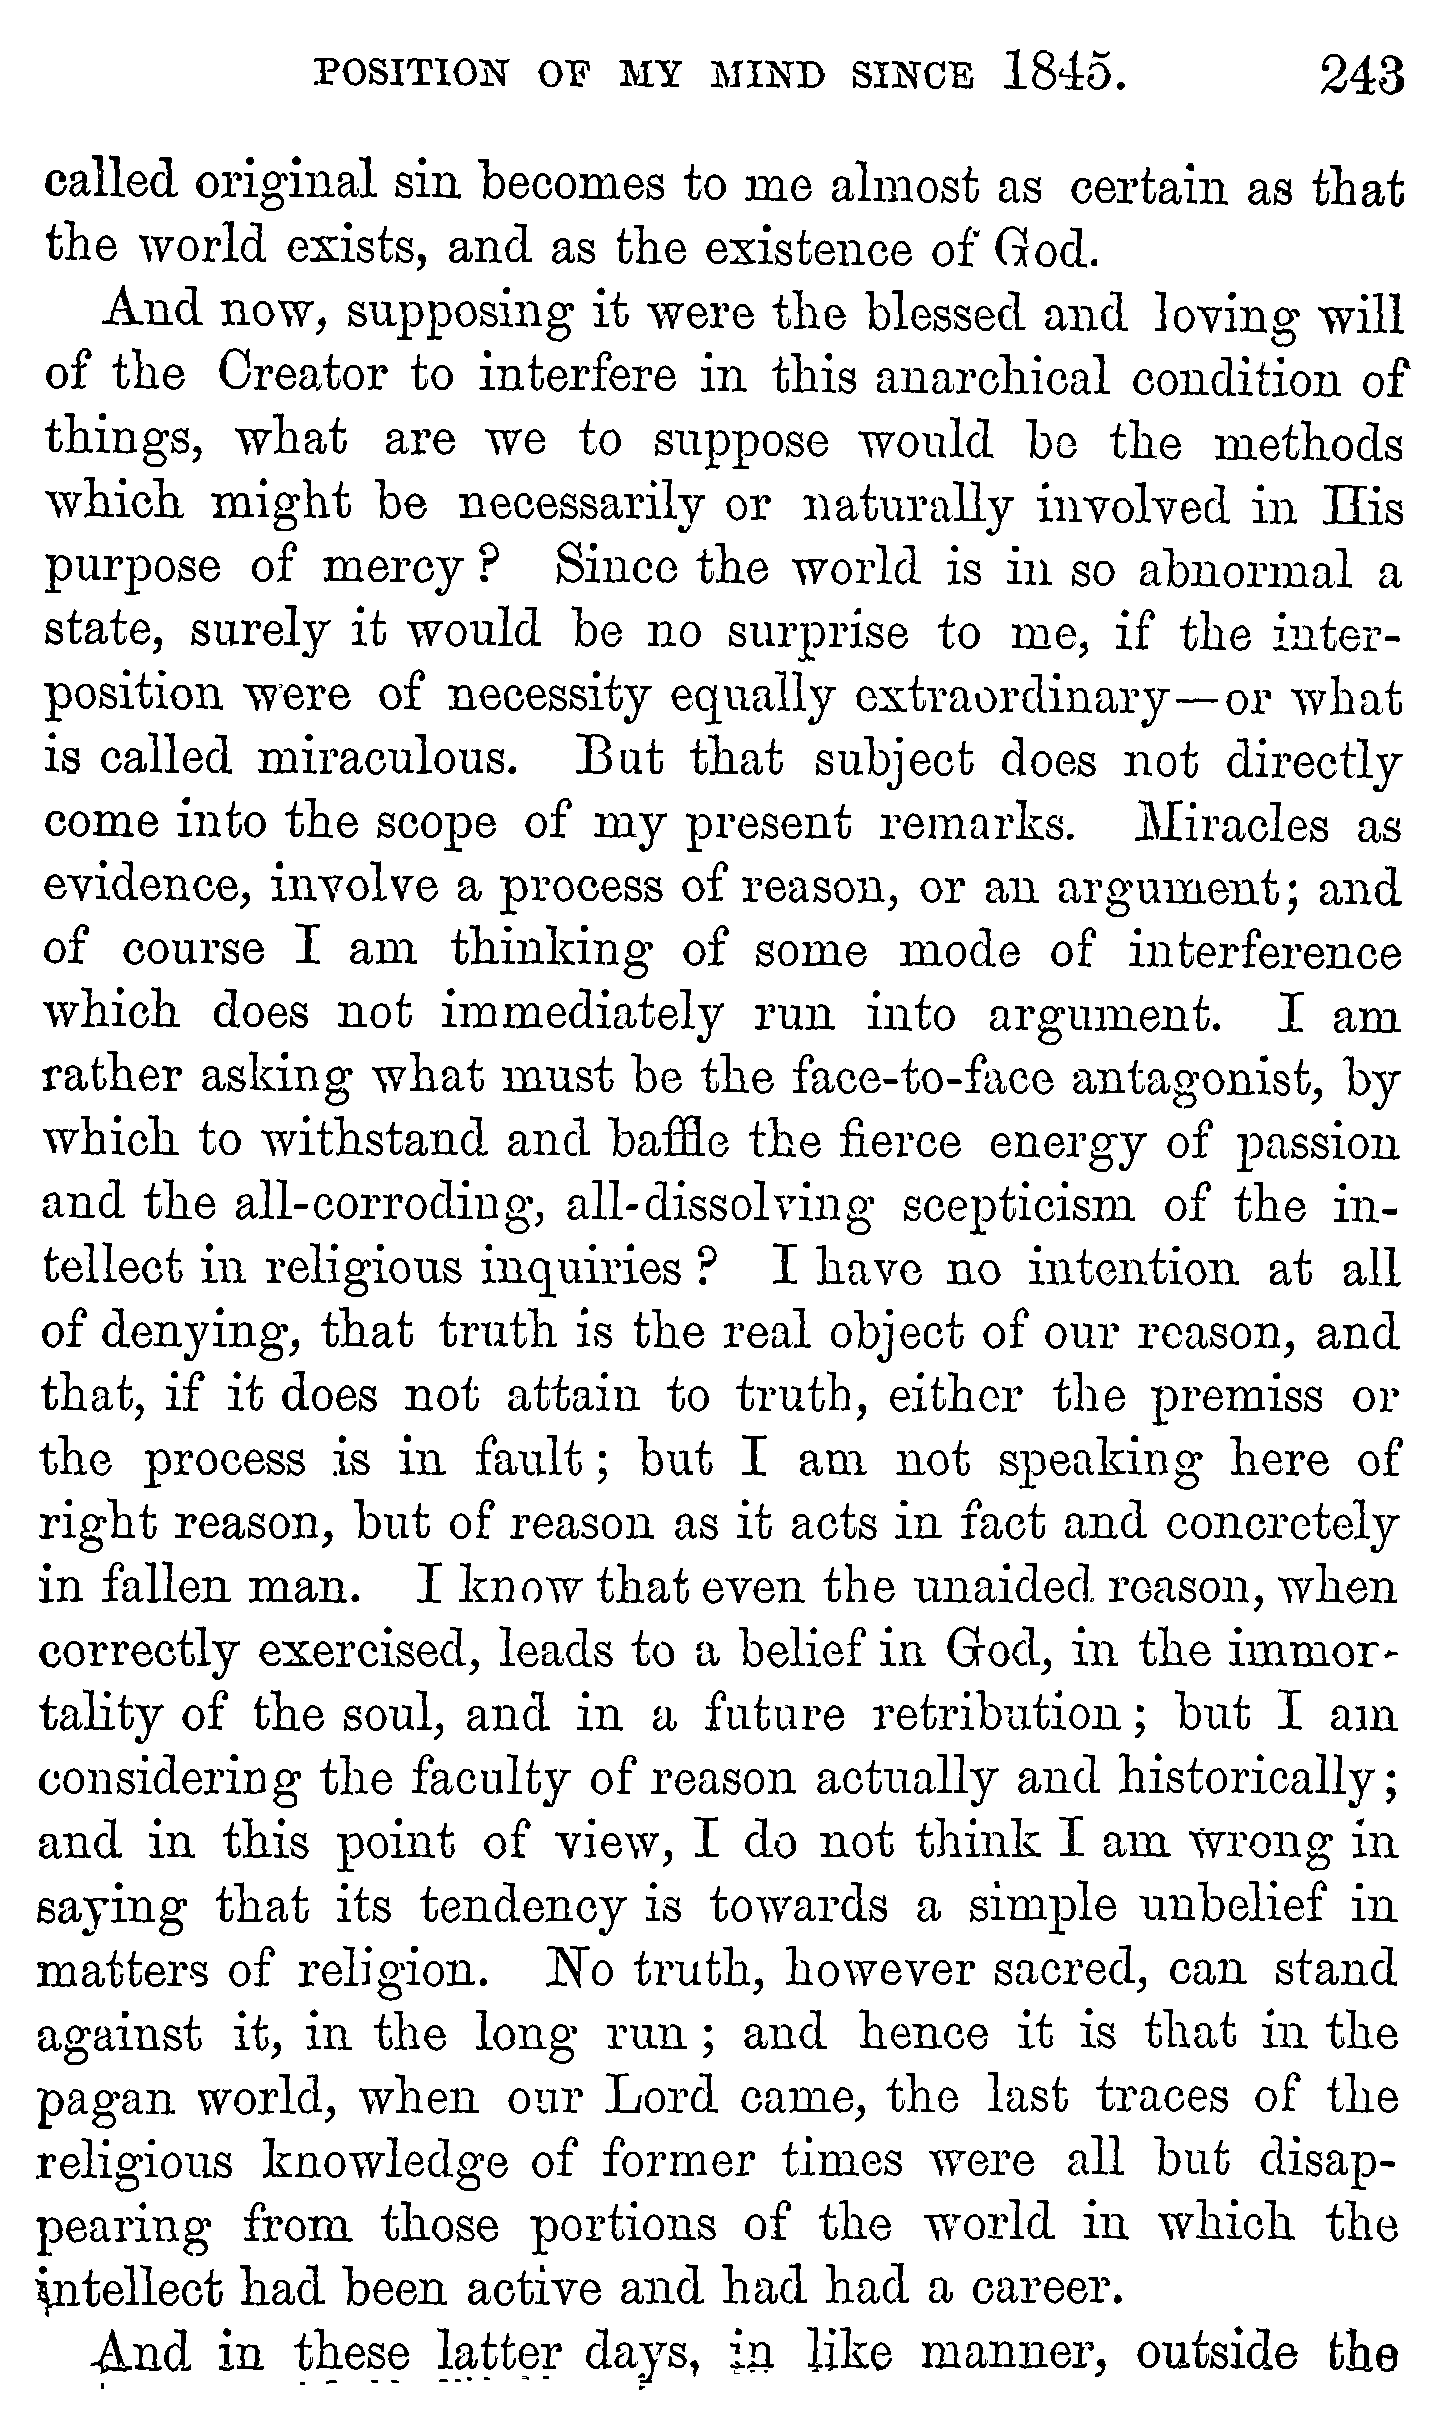 POSITION OF MY MIND SINCE 1845. 243
called original sin becomes to me almost as certain as that
the world exists, and as the existence of God.
And now, supposing it were the blessed and loving will
of the Creator to interfere in this anarchical condition of
things, what are we to suppose would be the methods
which might be necessarily or naturally involved in His
purpose of mercy? Since the world is in so abnormal a
state, surely it would be no surprise to me, if the inter-
position were of necessity equally extraordinary—or what
is called miraculous. But that subject does not directly
come into the scope of my present remarks. Miracles as
evidence, involve a process of reason, or an argument; and
of course I am thinking of some mode of interference
which does not immediately run into argument. I am
rather asking what must be the face-to-face antagonist, by
which to withstand and baffle the fierce energy of passion
and the all-corroding, all-dissolving scepticism of the in-
tellect in religious inquiries? I have no intention at all
of denying, that truth is the real object of our reason, and
that, if it does not attain to truth, either the premiss or
the process is in fault; but I am not speaking here of
right reason, but of reason as it acts in fact and concretely
in fallen man. I know that even the unaided reason, when
correctly exercised, leads to a belief in God, in the immor-
tality of the soul, and in a future retribution; but I am
considering the faculty of reason actually and historically;
and in this point of view, I do not think I am wrong in
saying that its tendency is towards a simple unbelief in
matters of religion. No truth, however sacred, can stand
against it, in the long run; and hence it is that in the
pagan world, when our Lord came, the last traces of the
religious knowledge of former times were all but disap-
pearing from those portions of the world in which the
intellect had been active and had had a career.
And in these latter days, in like manner, outside the